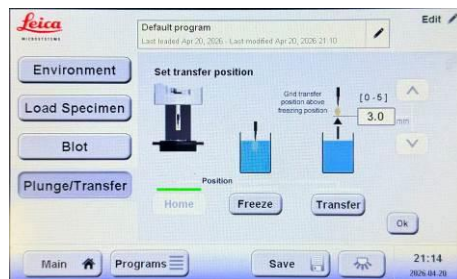 Leica
MICROSYSTEMS
Default program
Last loaded Apr 20, 2026 - Last modified Apr 20, 2026 21:10
Edit
Environment
Load Specimen
Blot
Plunge/Transfer
Set transfer position
Grid transfer
position above
freezing position
[0-5]
3.0 mm
Position
Home
Freeze
Transfer
Ok
Main
Programs
Save
21:14
2026-04-20